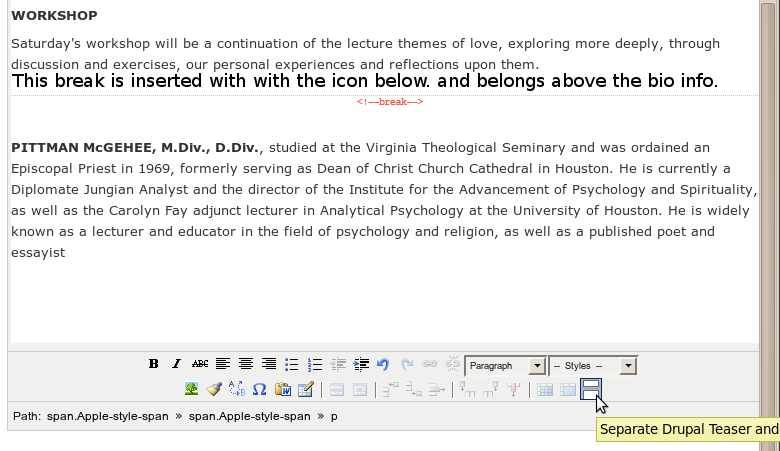 WORKSHOP
Saturday's workshop will be a continuation of the lecture themes of love, exploring more deeply, through
discussion and exercises, our personal experiences and reflections upon them.
This break is inserted with with the icon below. and belongs above the bio info.
<!--break-->
PITTMAN McGEHEE, M.Div., D.Div., studied at the Virginia Theological Seminary and was ordained an
Episcopal Priest in 1969, formerly serving as Dean of Christ Church Cathedral in Houston. He is currently a
Diplomate Jungian Analyst and the director of the Institute for the Advancement of Psychology and Spirituality,
as well as the Carolyn Fay adjunct lecturer in Analytical Psychology at the University of Houston. He is widely
known as a lecturer and educator in the field of psychology and religion, as well as a published poet and
essayist
B I ABC Paragraph -- Styles --
Path: span.Apple-style-span » span.Apple-style-span » p
Separate Drupal Teaser and